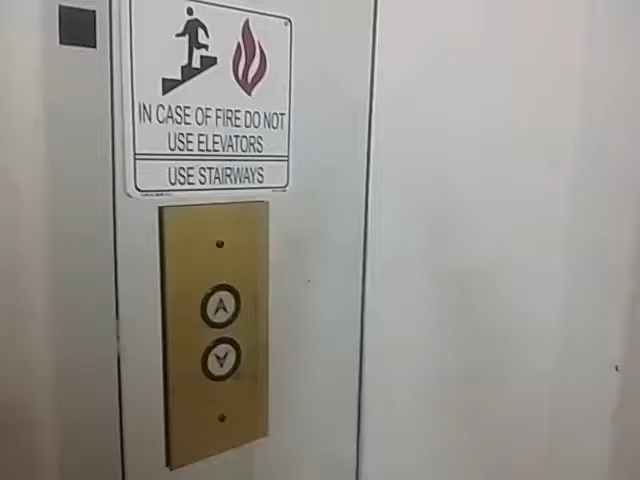 IN CASE OF FIRE DO NOT
USE ELEVATORS
USE STAIRWAYS